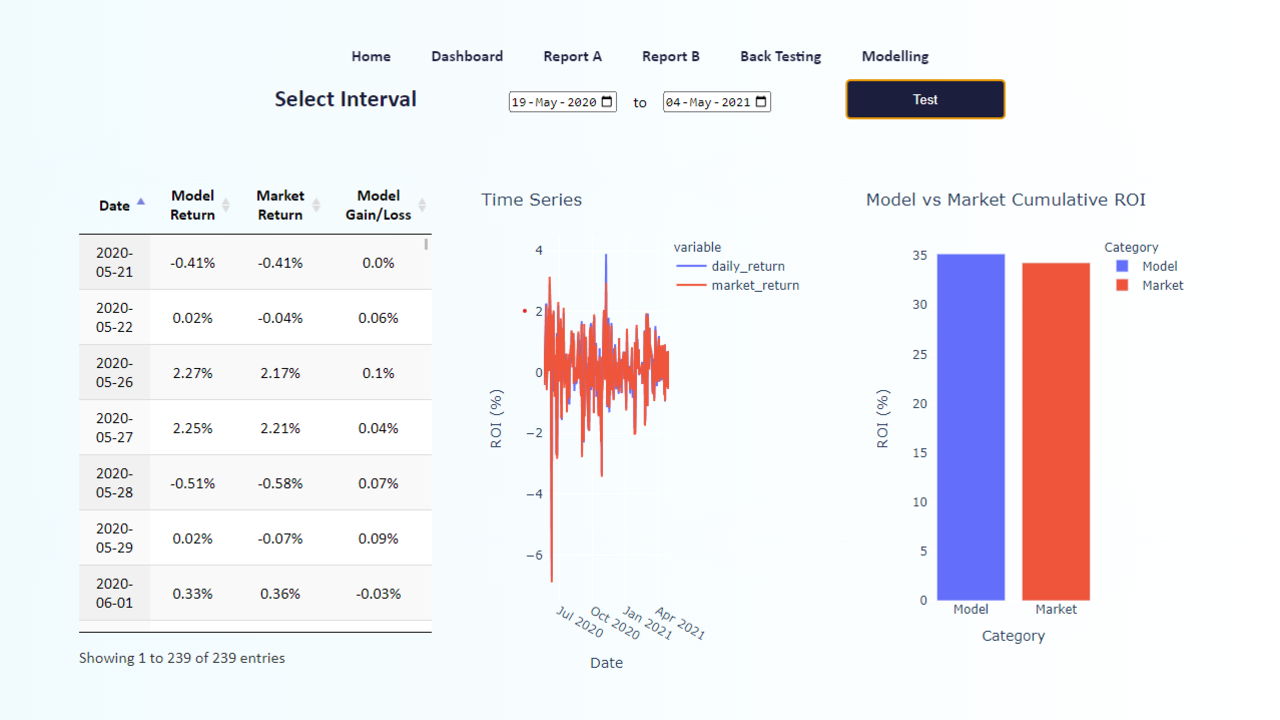 Home Dashboard Report A Report B Back Testing Modelling
Select Interval 19-May-2020 to 04-May-2021 Test
Date Model Return Market Return Model Gain/Loss
2020-05-21 -0.41% -0.41% 0.0%
2020-05-22 0.02% -0.04% 0.06%
2020-05-26 2.27% 2.17% 0.1%
2020-05-27 2.25% 2.21% 0.04%
2020-05-28 -0.51% -0.58% 0.07%
2020-05-29 0.02% -0.07% 0.09%
2020-06-01 0.33% 0.36% -0.03%
Showing 1 to 239 of 239 entries
Time Series
variable
daily_return
market_return
4
2
0
−2
−4
−6
ROI (%)
Jul 2020
Oct 2020
Jan 2021
Apr 2021
Date
Model vs Market Cumulative ROI
Category
Model
Market
35
30
25
20
15
10
5
0
ROI (%)
Model Market
Category